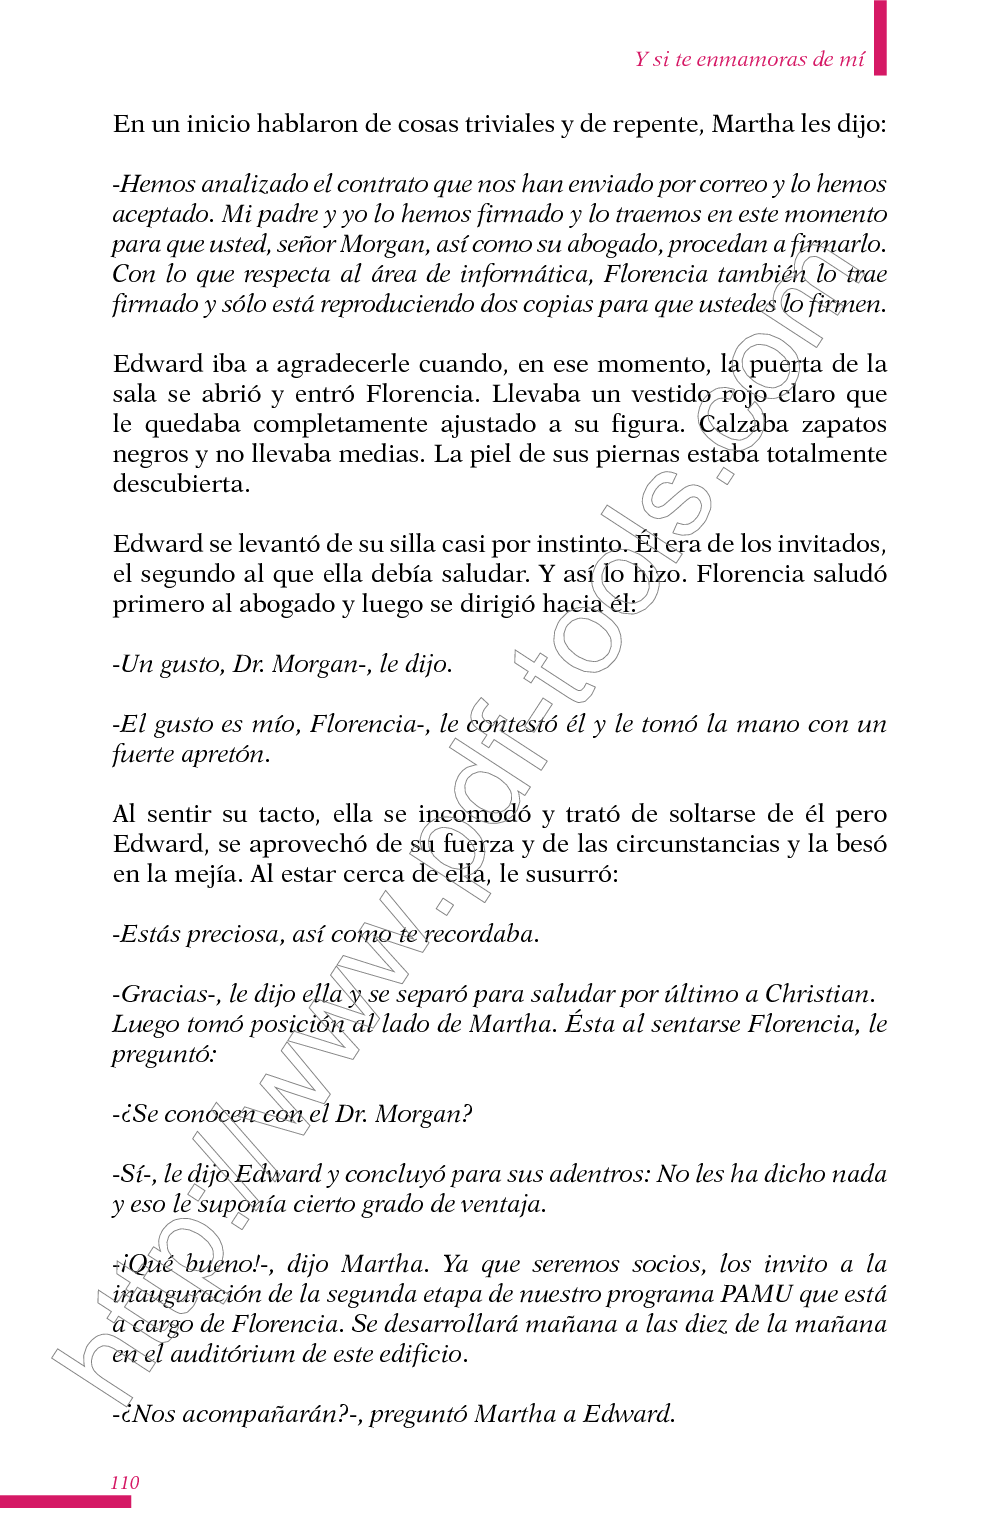 Y si te enmamoras de mí
En un inicio hablaron de cosas triviales y de repente, Martha les dijo:
-Hemos analizado el contrato que nos han enviado por correo y lo hemos
aceptado. Mi padre y yo lo hemos firmado y lo traemos en este momento
para que usted, señor Morgan, así como su abogado, procedan a firmarlo.
Con lo que respecta al área de informática, Florencia también lo trae
firmado y sólo está reproduciendo dos copias para que ustedes lo firmen.
Edward iba a agradecerle cuando, en ese momento, la puerta de la
sala se abrió y entró Florencia. Llevaba un vestido rojo claro que
le quedaba completamente ajustado a su figura. Calzaba zapatos
negros y no llevaba medias. La piel de sus piernas estaba totalmente
descubierta.
Edward se levantó de su silla casi por instinto. Él era de los invitados,
el segundo al que ella debía saludar. Y así lo hizo. Florencia saludó
primero al abogado y luego se dirigió hacia él:
-Un gusto, Dr. Morgan-, le dijo.
-El gusto es mío, Florencia-, le contestó él y le tomó la mano con un
fuerte apretón.
Al sentir su tacto, ella se incomodó y trató de soltarse de él pero
Edward, se aprovechó de su fuerza y de las circunstancias y la besó
en la mejía. Al estar cerca de ella, le susurró:
-Estás preciosa, así como te recordaba.
-Gracias-, le dijo ella y se separó para saludar por último a Christian.
Luego tomó posición al lado de Martha. Ésta al sentarse Florencia, le
preguntó:
-¿Se conocen con el Dr. Morgan?
-Sí-, le dijo Edward y concluyó para sus adentros: No les ha dicho nada
y eso le suponía cierto grado de ventaja.
-¡Qué bueno!-, dijo Martha. Ya que seremos socios, los invito a la
inauguración de la segunda etapa de nuestro programa PAMU que está
a cargo de Florencia. Se desarrollará mañana a las diez de la mañana
en el auditórium de este edificio.
-¿Nos acompañarán?-, preguntó Martha a Edward.
110
http://www.pdf-tools.com